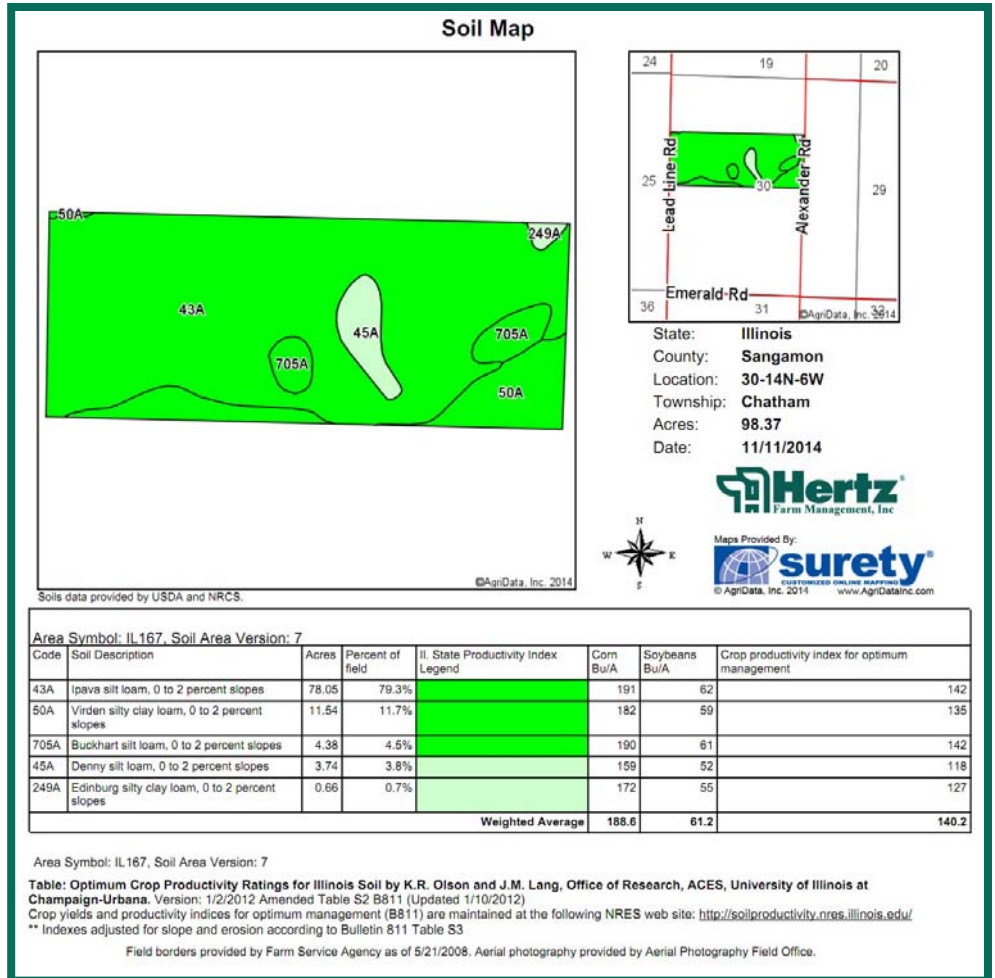 Soil Map
50A
249A
43A
45A
705A
705A
50A
©AgriData, Inc. 2014
Soils data provided by USDA and NRCS.
24
19
20
Lead-Line Rd
Alexander-Rd
25
30
29
Emerald-Rd
36
31
32
©AgriData, Inc. 2014
State: Illinois
County: Sangamon
Location: 30-14N-6W
Township: Chatham
Acres: 98.37
Date: 11/11/2014
Hertz®
Farm Management, Inc
N
W E
S
Maps Provided By:
surety®
CUSTOMIZED ONLINE MAPPING
© AgriData, Inc. 2014 www.AgriDataInc.com
Area Symbol: IL167, Soil Area Version: 7
Code Soil Description Acres Percent of field II. State Productivity Index Legend Corn Bu/A Soybeans Bu/A Crop productivity index for optimum management
43A Ipava silt loam, 0 to 2 percent slopes 78.05 79.3% 191 62 142
50A Virden silty clay loam, 0 to 2 percent slopes 11.54 11.7% 182 59 135
705A Buckhart silt loam, 0 to 2 percent slopes 4.38 4.5% 190 61 142
45A Denny silt loam, 0 to 2 percent slopes 3.74 3.8% 159 52 118
249A Edinburg silty clay loam, 0 to 2 percent slopes 0.66 0.7% 172 55 127
Weighted Average 188.6 61.2 140.2
Area Symbol: IL167, Soil Area Version: 7
Table: Optimum Crop Productivity Ratings for Illinois Soil by K.R. Olson and J.M. Lang, Office of Research, ACES, University of Illinois at
Champaign-Urbana. Version: 1/2/2012 Amended Table S2 B811 (Updated 1/10/2012)
Crop yields and productivity indices for optimum management (B811) are maintained at the following NRES web site: http://soilproductivity.nres.illinois.edu/
** Indexes adjusted for slope and erosion according to Bulletin 811 Table S3
Field borders provided by Farm Service Agency as of 5/21/2008. Aerial photography provided by Aerial Photography Field Office.